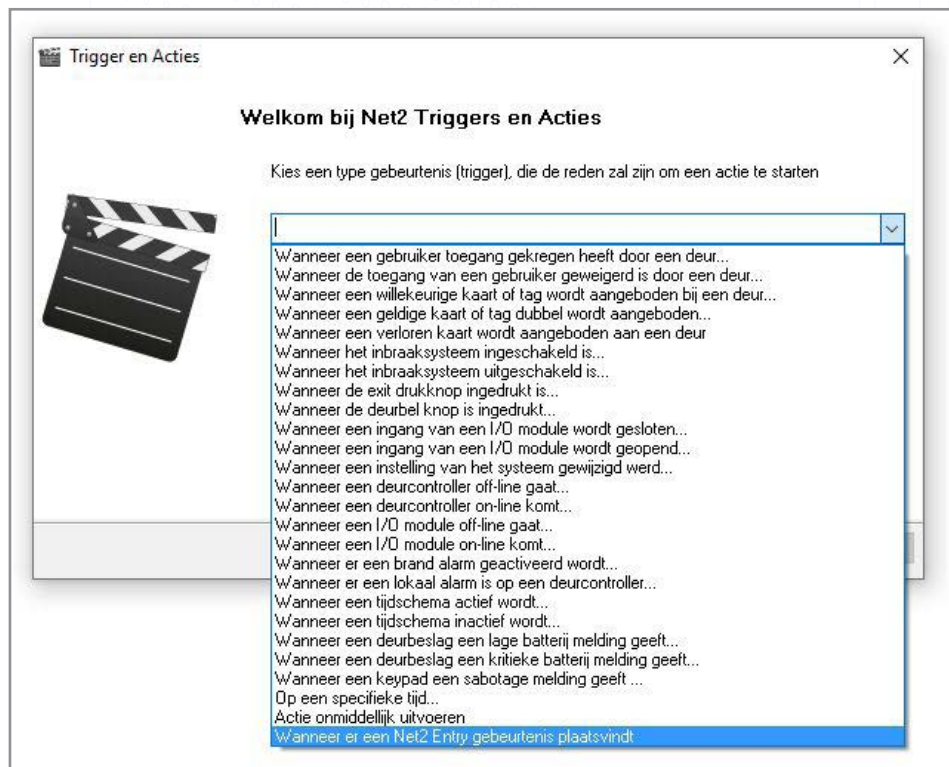 Trigger en Acties
Welkom bij Net2 Triggers en Acties
Kies een type gebeurtenis (trigger), die de reden zal zijn om een actie te starten
Wanneer een gebruiker toegang gekregen heeft door een deur...
Wanneer de toegang van een gebruiker geweigerd is door een deur...
Wanneer een willekeurige kaart of tag wordt aangeboden bij een deur...
Wanneer een geldige kaart of tag dubbel wordt aangeboden...
Wanneer een verloren kaart wordt aangeboden aan een deur
Wanneer het inbraaksysteem ingeschakeld is...
Wanneer het inbraaksysteem uitgeschakeld is...
Wanneer de exit drukknop ingedrukt is...
Wanneer de deurbel knop is ingedrukt...
Wanneer een ingang van een I/O module wordt gesloten...
Wanneer een ingang van een I/O module wordt geopend...
Wanneer een instelling van het systeem gewijzigd werd...
Wanneer een deurcontroller off-line gaat...
Wanneer een deurcontroller on-line komt...
Wanneer een I/O module off-line gaat...
Wanneer een I/O module on-line komt...
Wanneer er een brand alarm geactiveerd wordt...
Wanneer er een lokaal alarm is op een deurcontroller...
Wanneer een tijdschema actief wordt...
Wanneer een tijdschema inactief wordt...
Wanneer een deurbeslag een lage batterij melding geeft...
Wanneer een deurbeslag een kritieke batterij melding geeft...
Wanneer een keypad een sabotage melding geeft ...
Op een specifieke tijd...
Actie onmiddellijk uitvoeren
Wanneer er een Net2 Entry gebeurtenis plaatsvindt